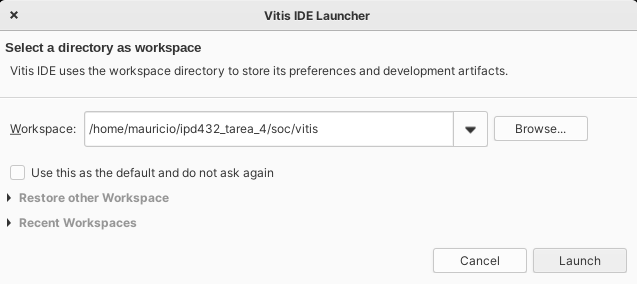 Vitis IDE Launcher
Select a directory as workspace
Vitis IDE uses the workspace directory to store its preferences and development artifacts.
Workspace: /home/mauricio/ipd432_tarea_4/soc/vitis Browse...
Use this as the default and do not ask again
Restore other Workspace
Recent Workspaces
Cancel Launch